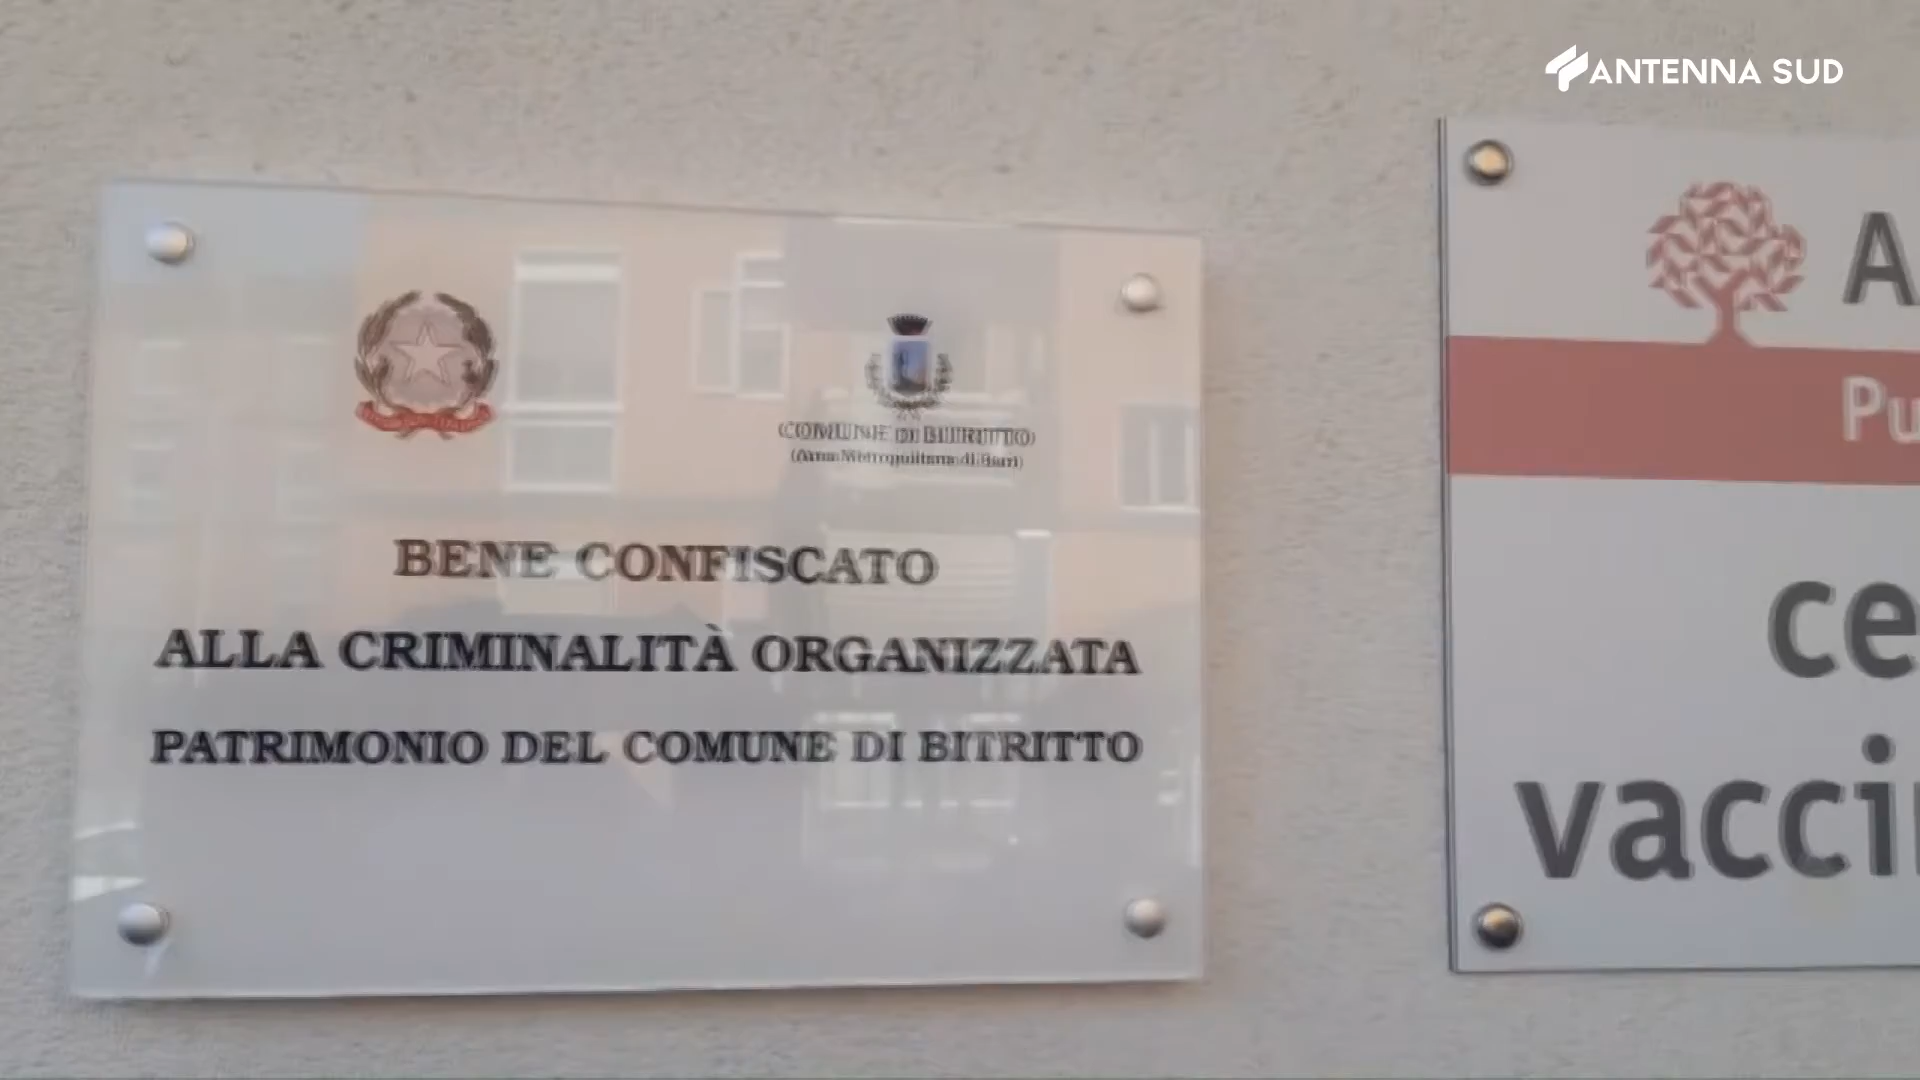 ANTENNA SUD
COMUNE DI BITRITTO
(Area Metropolitana di Bari)
BENE CONFISCATO
ALLA CRIMINALITÀ ORGANIZZATA
PATRIMONIO DEL COMUNE DI BITRITTO
A
Pu
ce
vacci